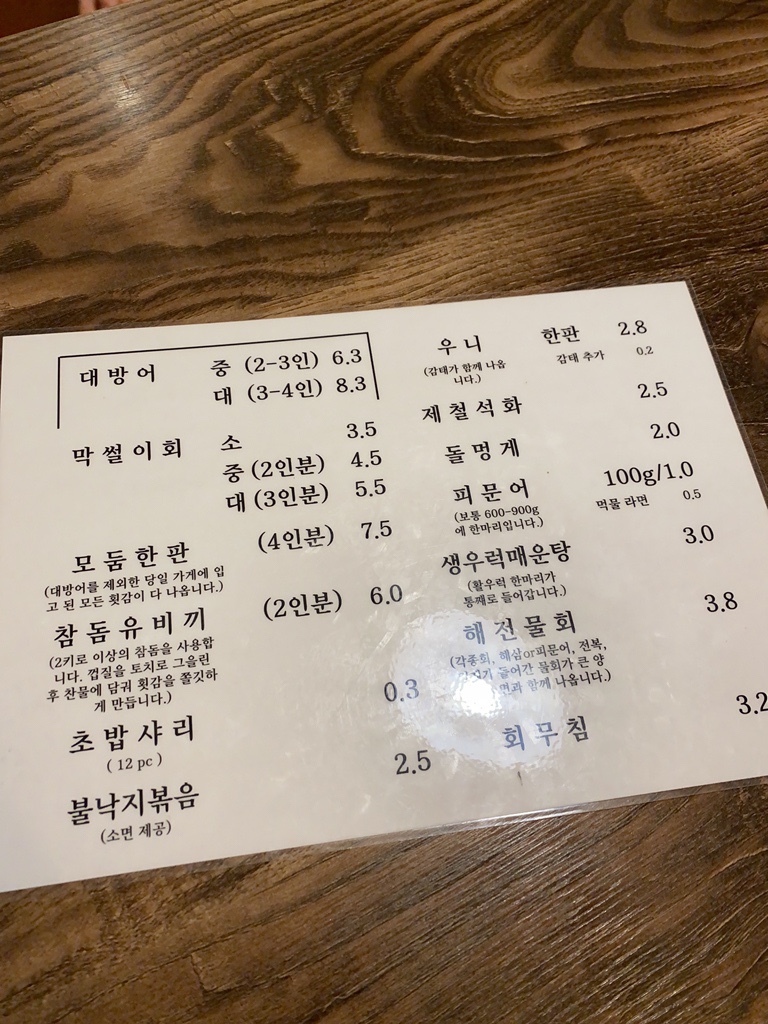 대방어 중 (2-3인) 6.3
대 (3-4인) 8.3
막썰이회 소 3.5
중 (2인분) 4.5
대 (3인분) 5.5
모둠한판 (4인분) 7.5
(대방어를 제외한 당일 가게에 입
고 된 모든 횟감이 다 나옵니다.)
참돔유비끼 (2인분) 6.0
(2키로 이상의 참돔을 사용합
니다. 껍질을 토치로 그을린
후 찬물에 담궈 횟감을 쫄깃하
게 만듭니다.)
초밥샤리 0.3
( 12 pc )
불낙지볶음 2.5
(소면 제공)
우니 한판 2.8
(감태가 함께 나옵
니다.)
감태 추가 0.2
제철석화 2.5
돌멍게 2.0
피문어 100g/1.0
(보통 600-900g
에 한마리입니다.)
먹물 라면 0.5
생우럭매운탕 3.0
(활우럭 한마리가
통째로 들어갑니다.)
해전물회 3.8
(각종회, 해삼or피문어, 전복,
들어간 물회가 큰 양
함께 나옵니다.)
회무침 3.2